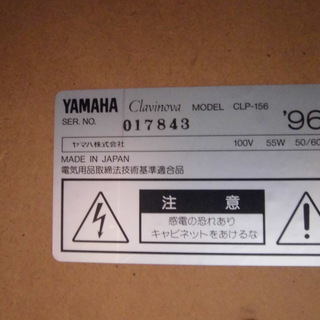 YAMAHA Clavinova MODEL CLP-156
SER. NO. 017843 '96
ヤマハ株式会社 100V 55W 50/60
MADE IN JAPAN
電気用品取締法技術基準適合品
注 意
感電の恐れあり
キャビネットをあけるな